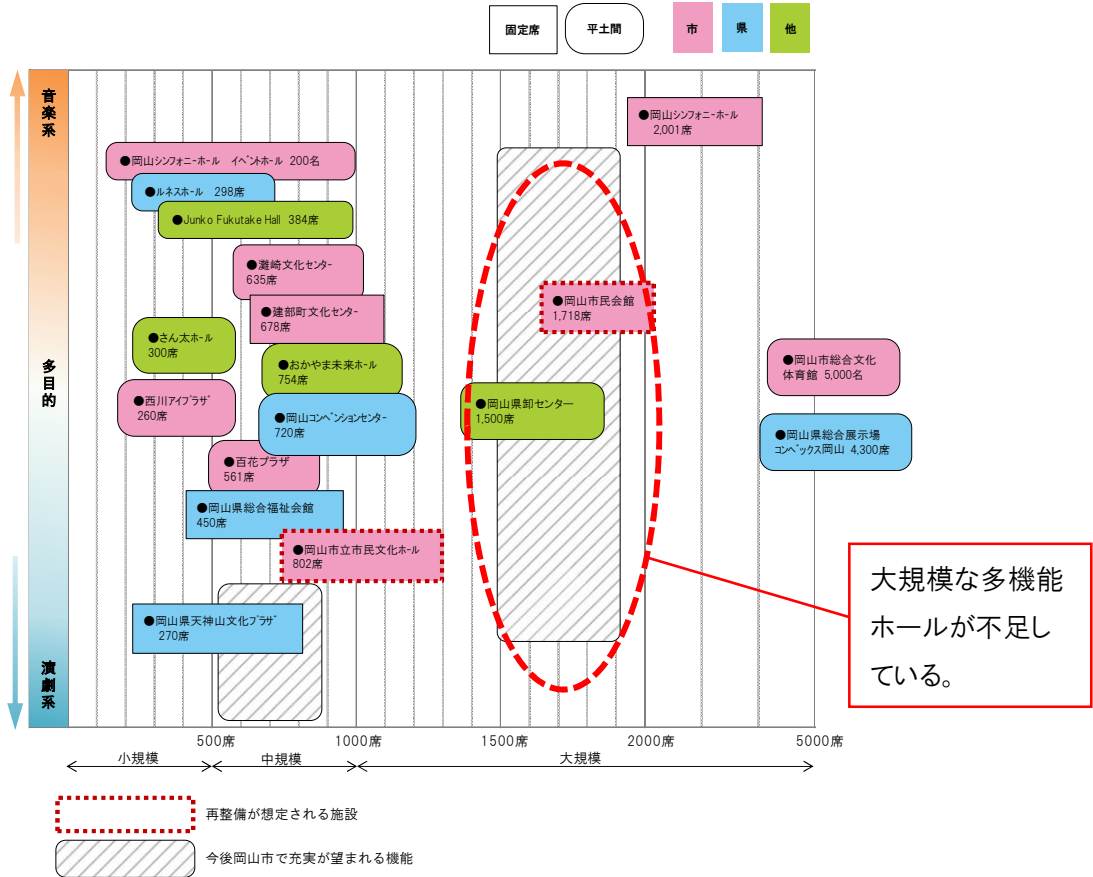 固定席
平土間
市
県
他
音楽系
多目的
演劇系
●岡山シンフォニーホール
2,001席
●岡山シンフォニーホール　イベントホール 200名
●ルネスホール 298席
●Junko Fukutake Hall 384席
●灘崎文化センター
635席
●建部町文化センター
678席
●岡山市民会館
1,718席
●さん太ホール
300席
●おかやま未来ホール
754席
●岡山市総合文化
体育館 5,000名
●西川アイプラザ
260席
●岡山県卸センター
1,500席
●岡山コンベンションセンター
720席
●岡山県総合展示場
コンベックス岡山 4,300席
●百花プラザ
561席
●岡山県総合福祉会館
450席
●岡山市立市民文化ホール
802席
●岡山県天神山文化プラザ
270席
大規模な多機能
ホールが不足し
ている。
500席
1000席
1500席
2000席
5000席
小規模
中規模
大規模
再整備が想定される施設
今後岡山市で充実が望まれる機能